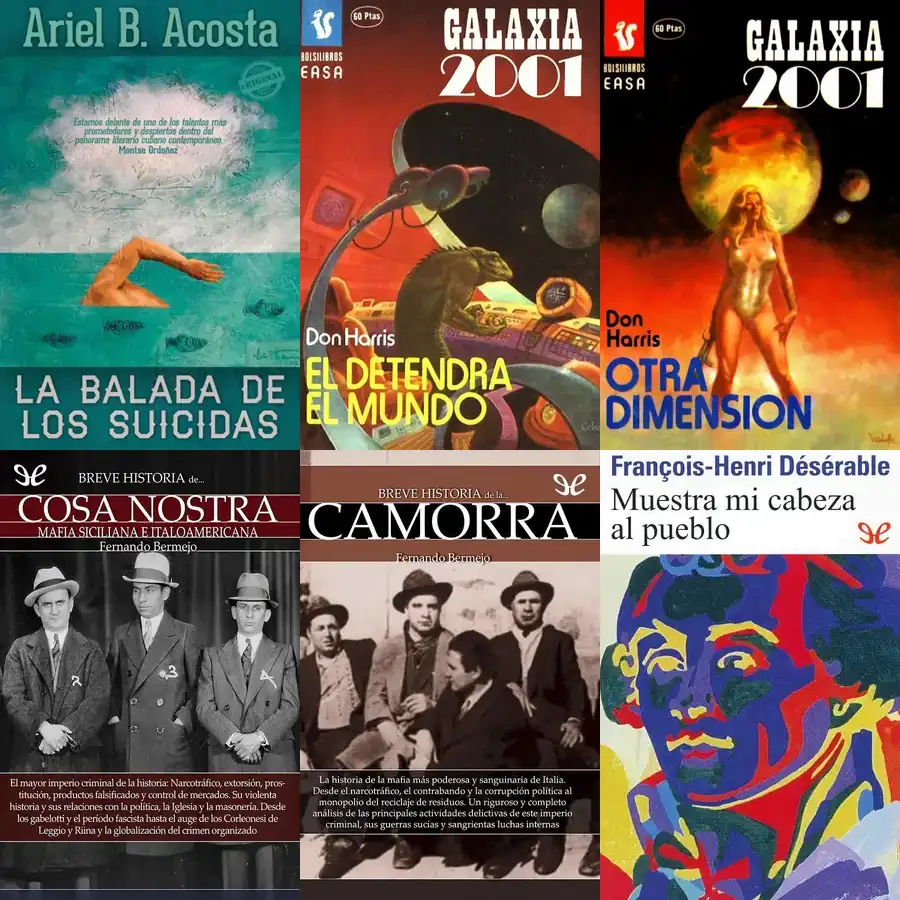 Ariel B. Acosta
ORIGINAL
Estamos delante de uno de los talentos más
prometedores y despiertos dentro del
panorama literario cubano contemporáneo
Montse Ordoñez
LA BALADA DE
LOS SUICIDAS
60 Ptas
BOLSILIBROS
EASA
GALAXIA
2001
Don Harris
EL DETENDRA
EL MUNDO
60 Ptas
BOLSILIBROS
EASA
GALAXIA
2001
Don
Harris
OTRA
DIMENSION
BREVE HISTORIA de...
COSA NOSTRA
MAFIA SICILIANA E ITALOAMERICANA
Fernando Bermejo
2
3
4
El mayor imperio criminal de la historia: Narcotráfico, extorsión, pros-
titución, productos falsificados y control de mercados. Su violenta
historia y sus relaciones con la política, la Iglesia y la masonería. Desde
los gabelotti y el período fascista hasta el auge de los Corleonesi de
Leggio y Riina y la globalización del crimen organizado
BREVE HISTORIA de la...
CAMORRA
Fernando Bermejo
La historia de la mafia más poderosa y sanguinaria de Italia.
Desde el narcotráfico, el contrabando y la corrupción política al
monopolio del reciclaje de residuos. Un riguroso y completo
análisis de las principales actividades delictivas de este imperio
criminal, sus guerras sucias y sangrientas luchas internas
François-Henri Désérable
Muestra mi cabeza
al pueblo